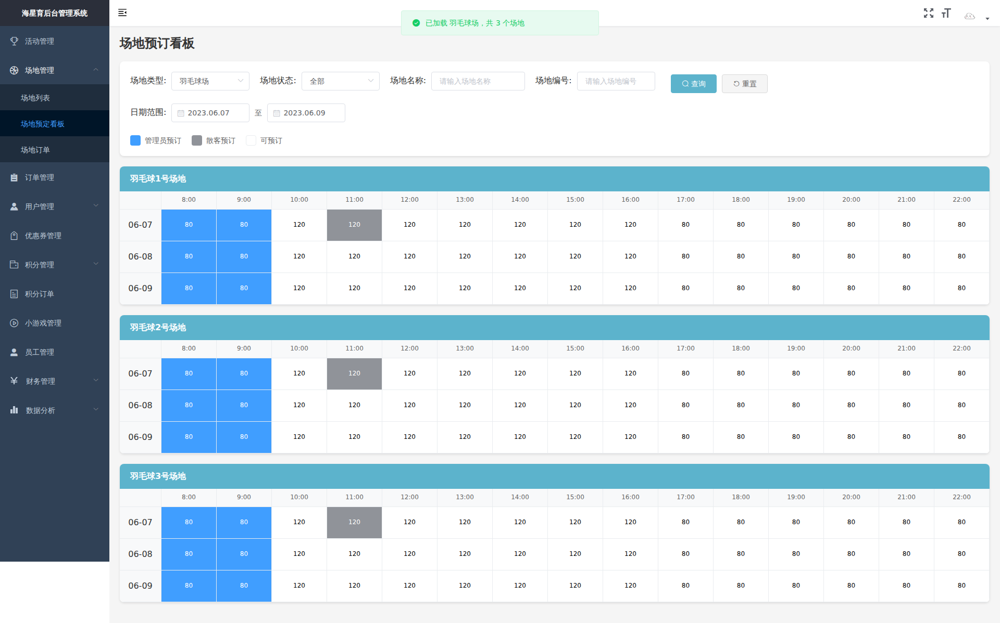 海星育后台管理系统
已加载 羽毛球场，共 3 个场地
活动管理
场地管理
场地列表
场地预定看板
场地订单
订单管理
用户管理
优惠券管理
积分管理
积分订单
小游戏管理
员工管理
财务管理
数据分析
场地预订看板
场地类型: 羽毛球场 场地状态: 全部 场地名称: 请输入场地名称 场地编号: 请输入场地编号 查询 重置
日期范围: 2023.06.07 至 2023.06.09
管理员预订 散客预订 可预订
羽毛球1号场地
8:00 9:00 10:00 11:00 12:00 13:00 14:00 15:00 16:00 17:00 18:00 19:00 20:00 21:00 22:00
06-07 80 80 120 120 120 120 120 120 120 80 80 80 80 80 80
06-08 80 80 120 120 120 120 120 120 120 80 80 80 80 80 80
06-09 80 80 120 120 120 120 120 120 120 80 80 80 80 80 80
羽毛球2号场地
8:00 9:00 10:00 11:00 12:00 13:00 14:00 15:00 16:00 17:00 18:00 19:00 20:00 21:00 22:00
06-07 80 80 120 120 120 120 120 120 120 80 80 80 80 80 80
06-08 80 80 120 120 120 120 120 120 120 80 80 80 80 80 80
06-09 80 80 120 120 120 120 120 120 120 80 80 80 80 80 80
羽毛球3号场地
8:00 9:00 10:00 11:00 12:00 13:00 14:00 15:00 16:00 17:00 18:00 19:00 20:00 21:00 22:00
06-07 80 80 120 120 120 120 120 120 120 80 80 80 80 80 80
06-08 80 80 120 120 120 120 120 120 120 80 80 80 80 80 80
06-09 80 80 120 120 120 120 120 120 120 80 80 80 80 80 80